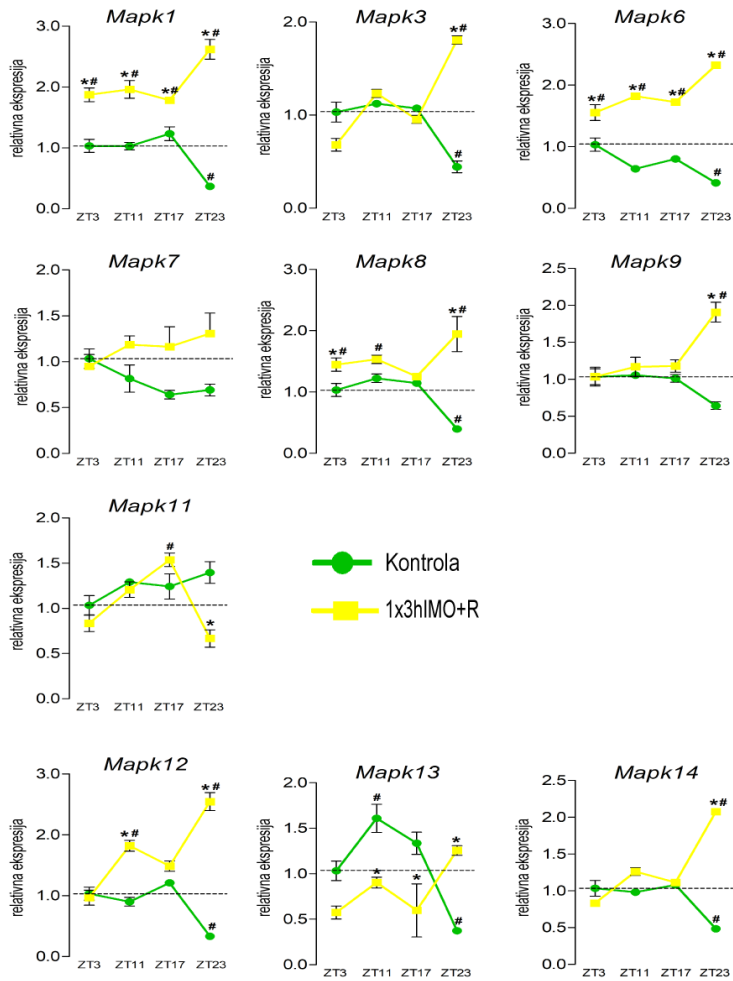 Mapk1
relativna ekspresija
3.0
2.0
1.0
0.0
*#
*#
*#
*#
#
ZT3 ZT11 ZT17 ZT23
Mapk3
relativna ekspresija
2.0
1.0
0.0
*#
#
ZT3 ZT11 ZT17 ZT23
Mapk6
relativna ekspresija
3.0
2.0
1.0
0.0
*#
*#
*#
*#
#
ZT3 ZT11 ZT17 ZT23
Mapk7
relativna ekspresija
2.0
1.5
1.0
0.5
0.0
ZT3 ZT11 ZT17 ZT23
Mapk8
relativna ekspresija
3.0
2.0
1.0
0.0
*#
#
*#
#
ZT3 ZT11 ZT17 ZT23
Mapk9
relativna ekspresija
2.5
2.0
1.5
1.0
0.5
0.0
*#
ZT3 ZT11 ZT17 ZT23
Mapk11
relativna ekspresija
2.0
1.5
1.0
0.5
0.0
#
*
ZT3 ZT11 ZT17 ZT23
Kontrola
1x3hIMO+R
Mapk12
relativna ekspresija
3.0
2.0
1.0
0.0
*#
*#
#
ZT3 ZT11 ZT17 ZT23
Mapk13
relativna ekspresija
2.0
1.5
1.0
0.5
0.0
#
*
*
*
#
ZT3 ZT11 ZT17 ZT23
Mapk14
relativna ekspresija
2.5
2.0
1.5
1.0
0.5
0.0
*#
#
ZT3 ZT11 ZT17 ZT23